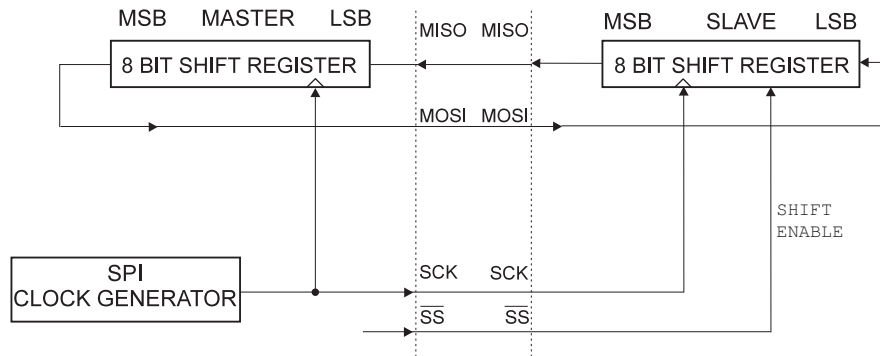 MSB MASTER LSB
MISO MISO
MSB SLAVE LSB
8 BIT SHIFT REGISTER
8 BIT SHIFT REGISTER
MOSI MOSI
SHIFT
ENABLE
SPI
CLOCK GENERATOR
SCK SCK
SS SS